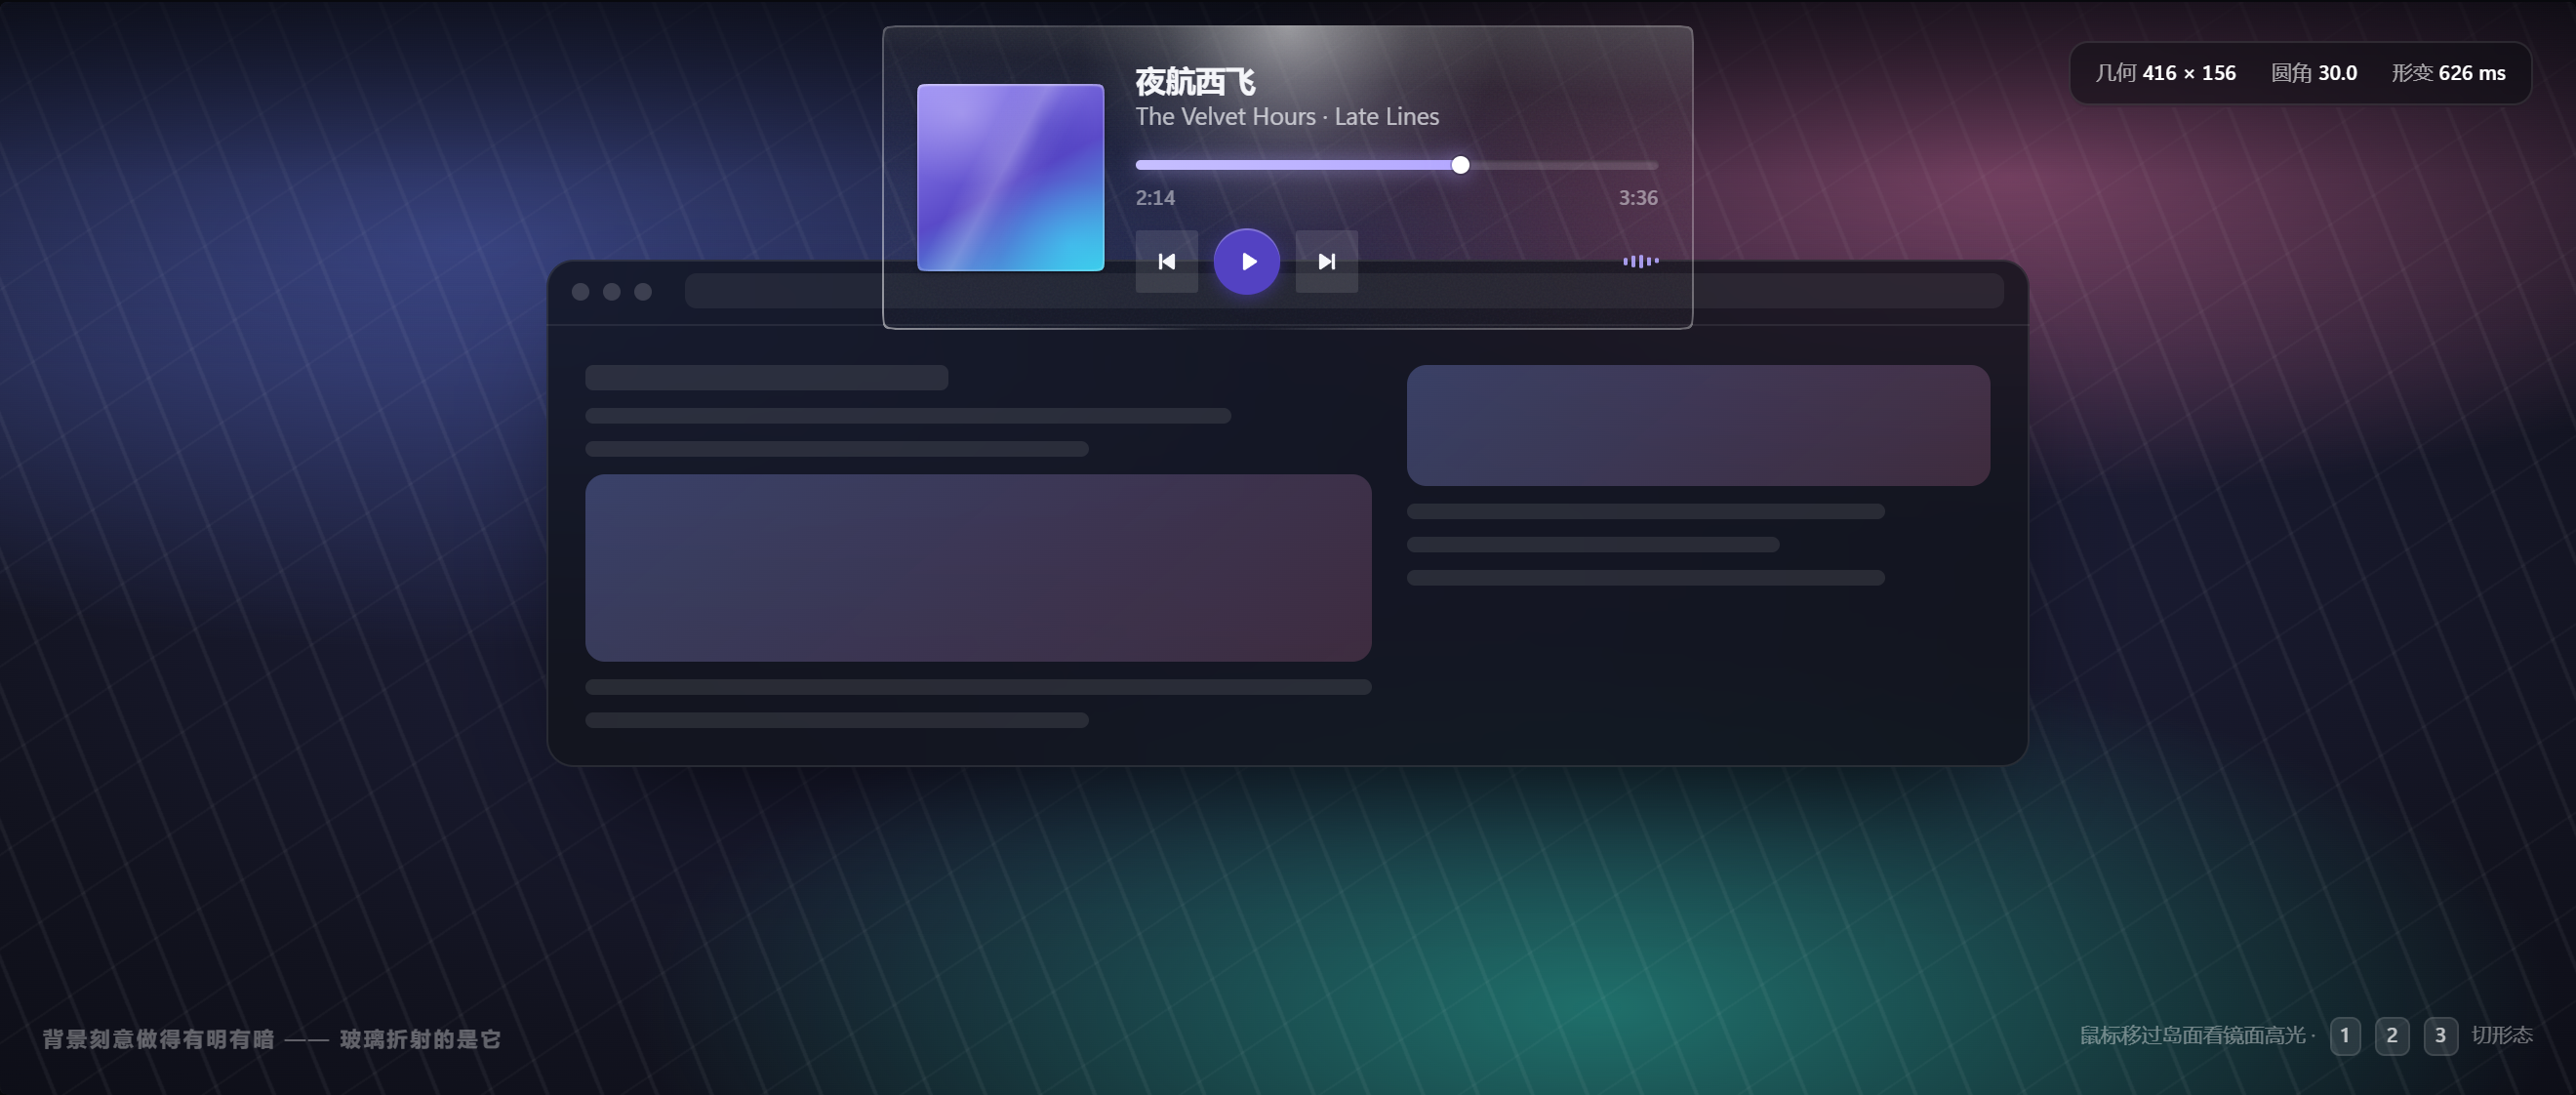 夜航西飞
The Velvet Hours · Late Lines
2:14 3:36
几何 416 × 156 圆角 30.0 形变 626 ms
背景刻意做得有明有暗 —— 玻璃折射的是它
鼠标移过岛面看镜面高光 · 1 2 3 切形态